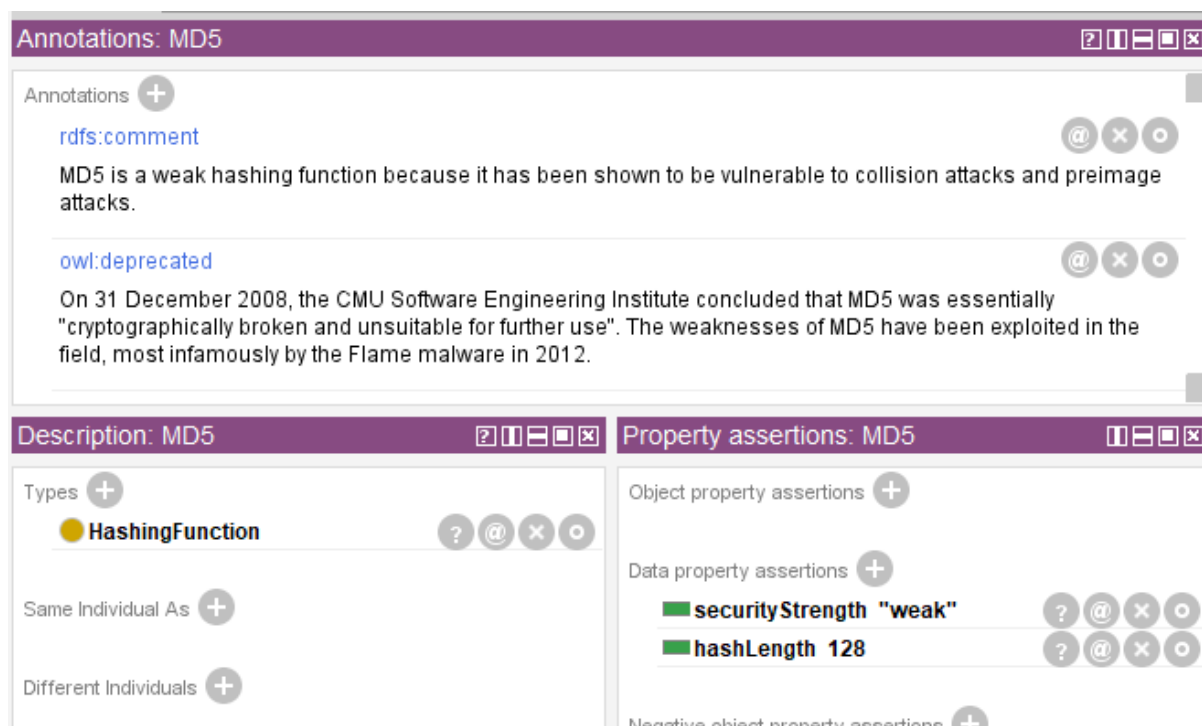 Annotations: MD5
Annotations
rdfs:comment
MD5 is a weak hashing function because it has been shown to be vulnerable to collision attacks and preimage
attacks.
owl:deprecated
On 31 December 2008, the CMU Software Engineering Institute concluded that MD5 was essentially
"cryptographically broken and unsuitable for further use". The weaknesses of MD5 have been exploited in the
field, most infamously by the Flame malware in 2012.
Description: MD5
Types
HashingFunction
Same Individual As
Different Individuals
Property assertions: MD5
Object property assertions
Data property assertions
securityStrength "weak"
hashLength 128
Negative object property assertions